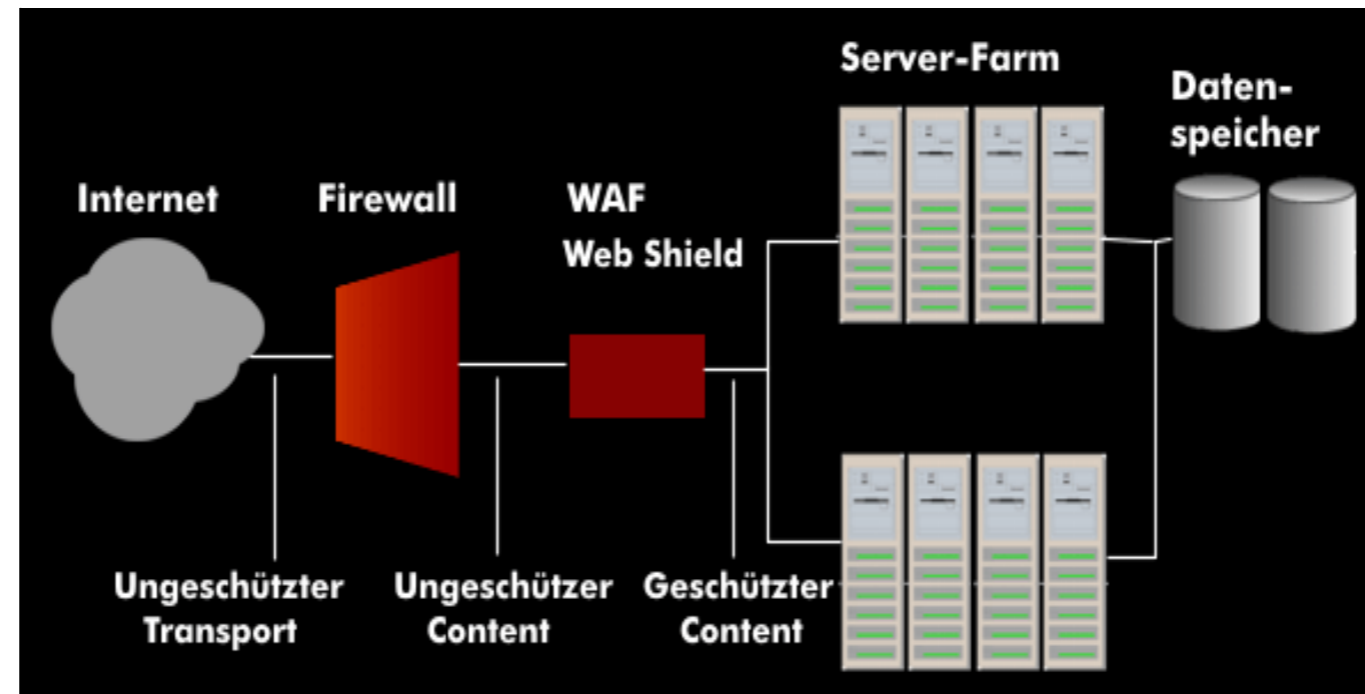 Server-Farm
Daten-
speicher
Internet
Firewall
WAF
Web Shield
Ungeschützter
Transport
Ungeschützer
Content
Geschützter
Content